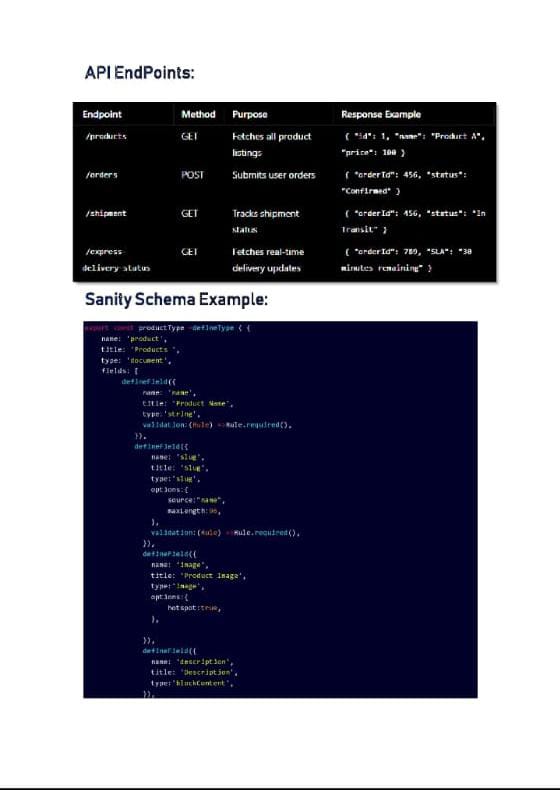 API EndPoints:
Endpoint Method Purpose Response Example
/products GET Fetches all product { "id": 1, "name": "Product A",
listings "price": 100 }
/orders POST Submits user orders { "orderId": 456, "status":
"Confirmed" }
/shipment GET Tracks shipment { "orderId": 456, "status": "In
status Transit" }
/express- GET Fetches real-time { "orderId": 789, "SLA": "30
delivery-status delivery updates minutes remaining" }
Sanity Schema Example:
export const productType =defineType ( {
name: 'product',
title: 'Products ',
type: 'document',
fields: [
defineField({
name: 'name',
title: 'Product Name',
type:'string',
validation:(Rule) =>Rule.required(),
}),
defineField({
name: 'slug',
title: 'Slug',
type:'slug',
options:{
source:"name",
maxLength:96,
},
validation:(Rule) =>Rule.required(),
}),
defineField({
name: 'image',
title: 'Product Image',
type:'image',
options:{
hotspot:true,
},
}),
defineField({
name: 'description',
title: 'Description',
type:'blockContent',
}),